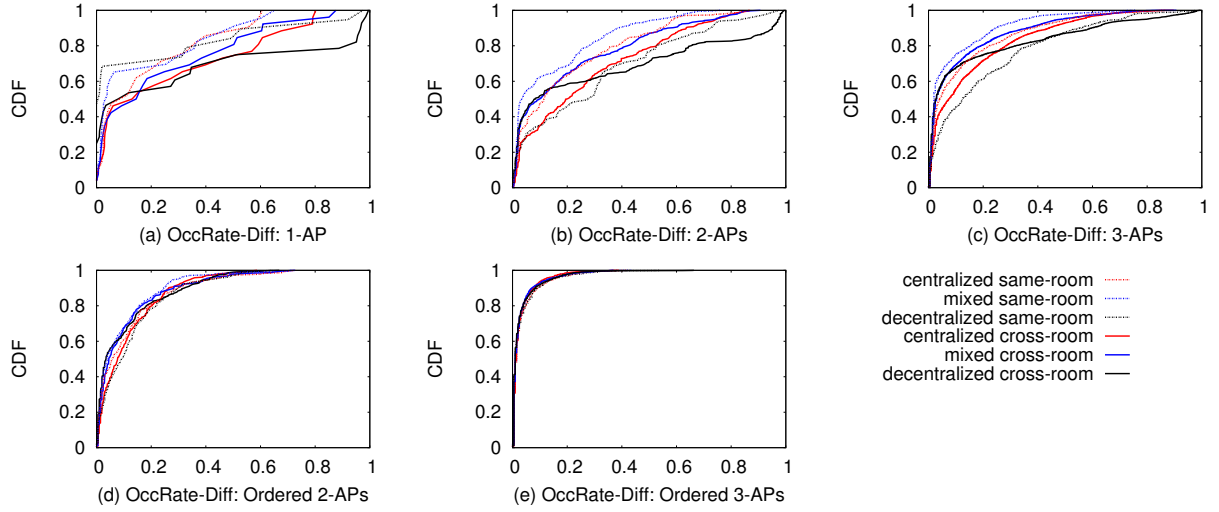 1
0.8
0.6
0.4
0.2
0
CDF
0 0.2 0.4 0.6 0.8 1
(a) OccRate-Diff: 1-AP
1
0.8
0.6
0.4
0.2
0
CDF
0 0.2 0.4 0.6 0.8 1
(b) OccRate-Diff: 2-APs
1
0.8
0.6
0.4
0.2
0
CDF
0 0.2 0.4 0.6 0.8 1
(c) OccRate-Diff: 3-APs
1
0.8
0.6
0.4
0.2
0
CDF
0 0.2 0.4 0.6 0.8 1
(d) OccRate-Diff: Ordered 2-APs
1
0.8
0.6
0.4
0.2
0
CDF
0 0.2 0.4 0.6 0.8 1
(e) OccRate-Diff: Ordered 3-APs
centralized same-room
mixed same-room
decentralized same-room
centralized cross-room
mixed cross-room
decentralized cross-room